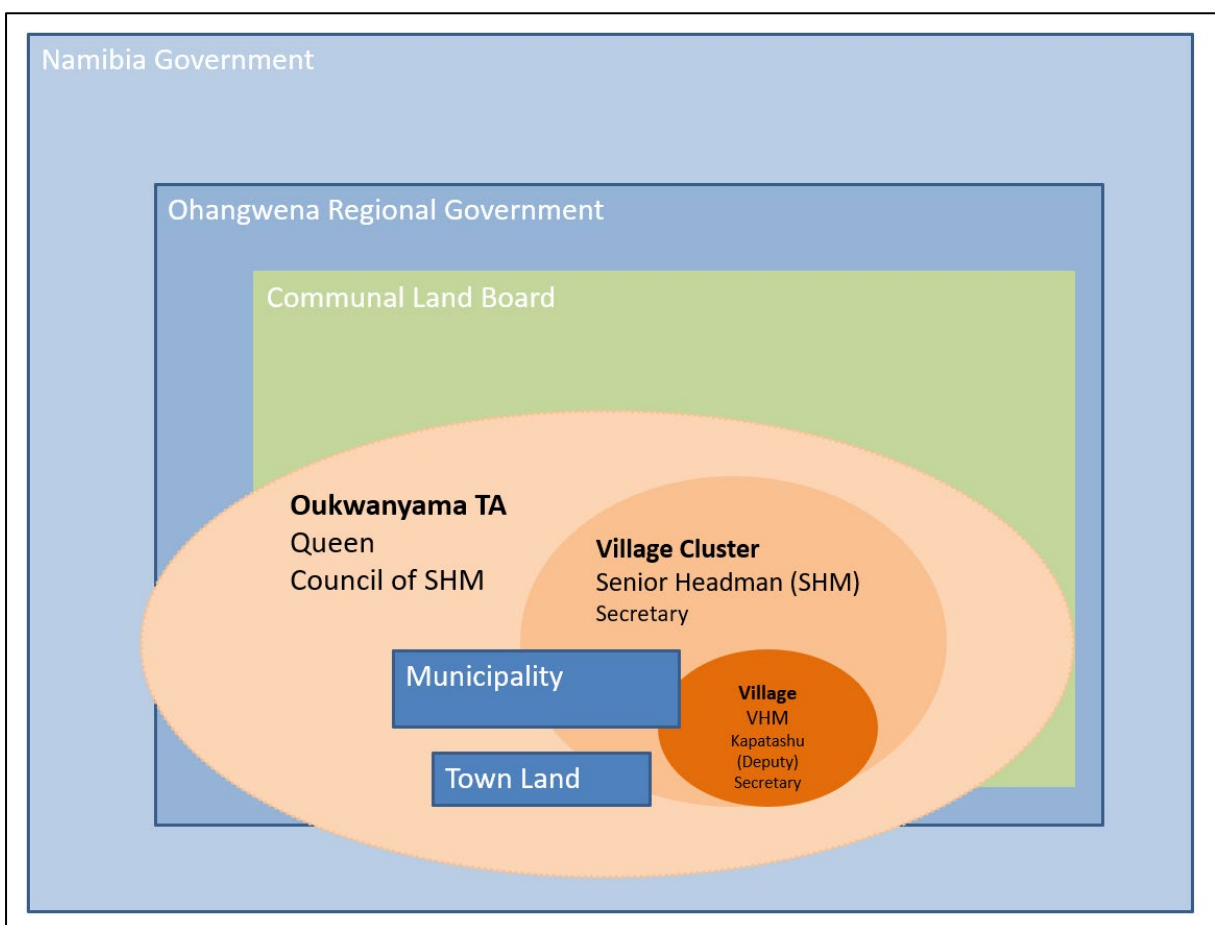 Namibia Government
Ohangwena Regional Government
Communal Land Board
Oukwanyama TA
Queen
Council of SHM
Village Cluster
Senior Headman (SHM)
Secretary
Municipality
Town Land
Village
VHM
Kapatashu
(Deputy)
Secretary